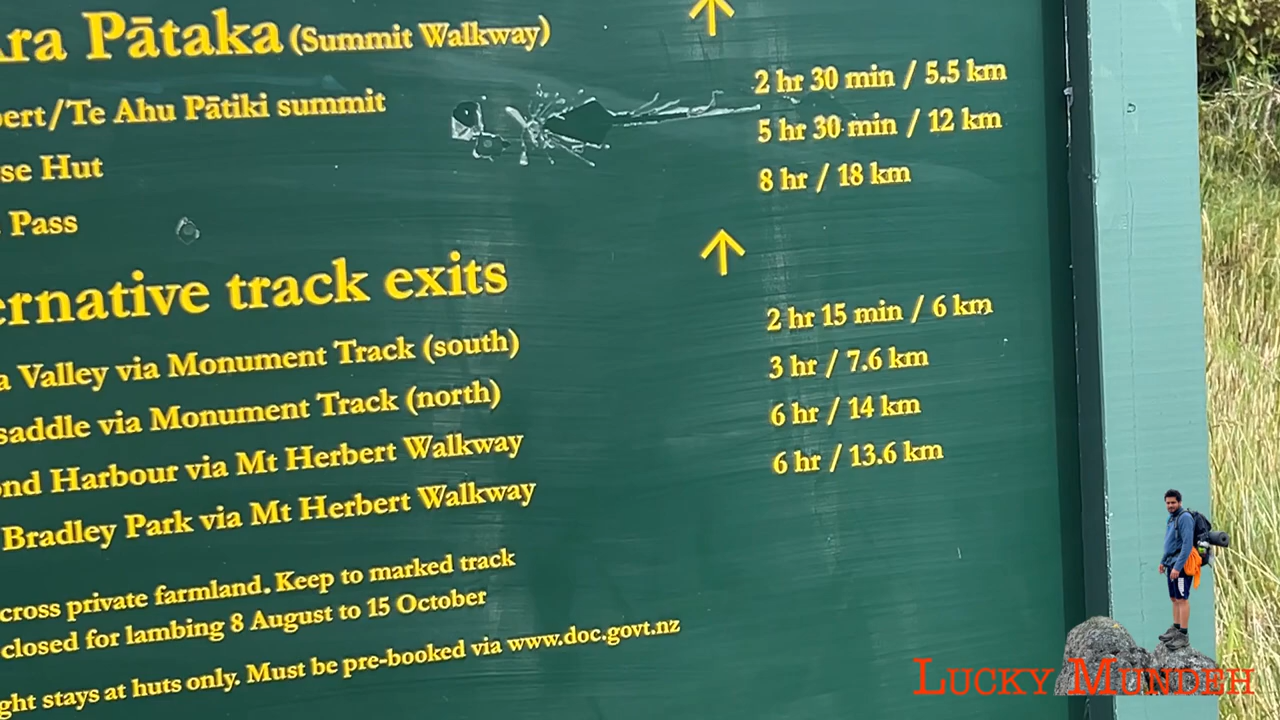 Ara Pātaka (Summit Walkway)
bert/Te Ahu Pātiki summit 2 hr 30 min / 5.5 km
se Hut 5 hr 30 min / 12 km
Pass 8 hr / 18 km
ernative track exits
a Valley via Monument Track (south) 2 hr 15 min / 6 km
saddle via Monument Track (north) 3 hr / 7.6 km
ond Harbour via Mt Herbert Walkway 6 hr / 14 km
Bradley Park via Mt Herbert Walkway 6 hr / 13.6 km
cross private farmland. Keep to marked track
closed for lambing 8 August to 15 October
ght stays at huts only. Must be pre-booked via www.doc.govt.nz
Lucky Mundeh